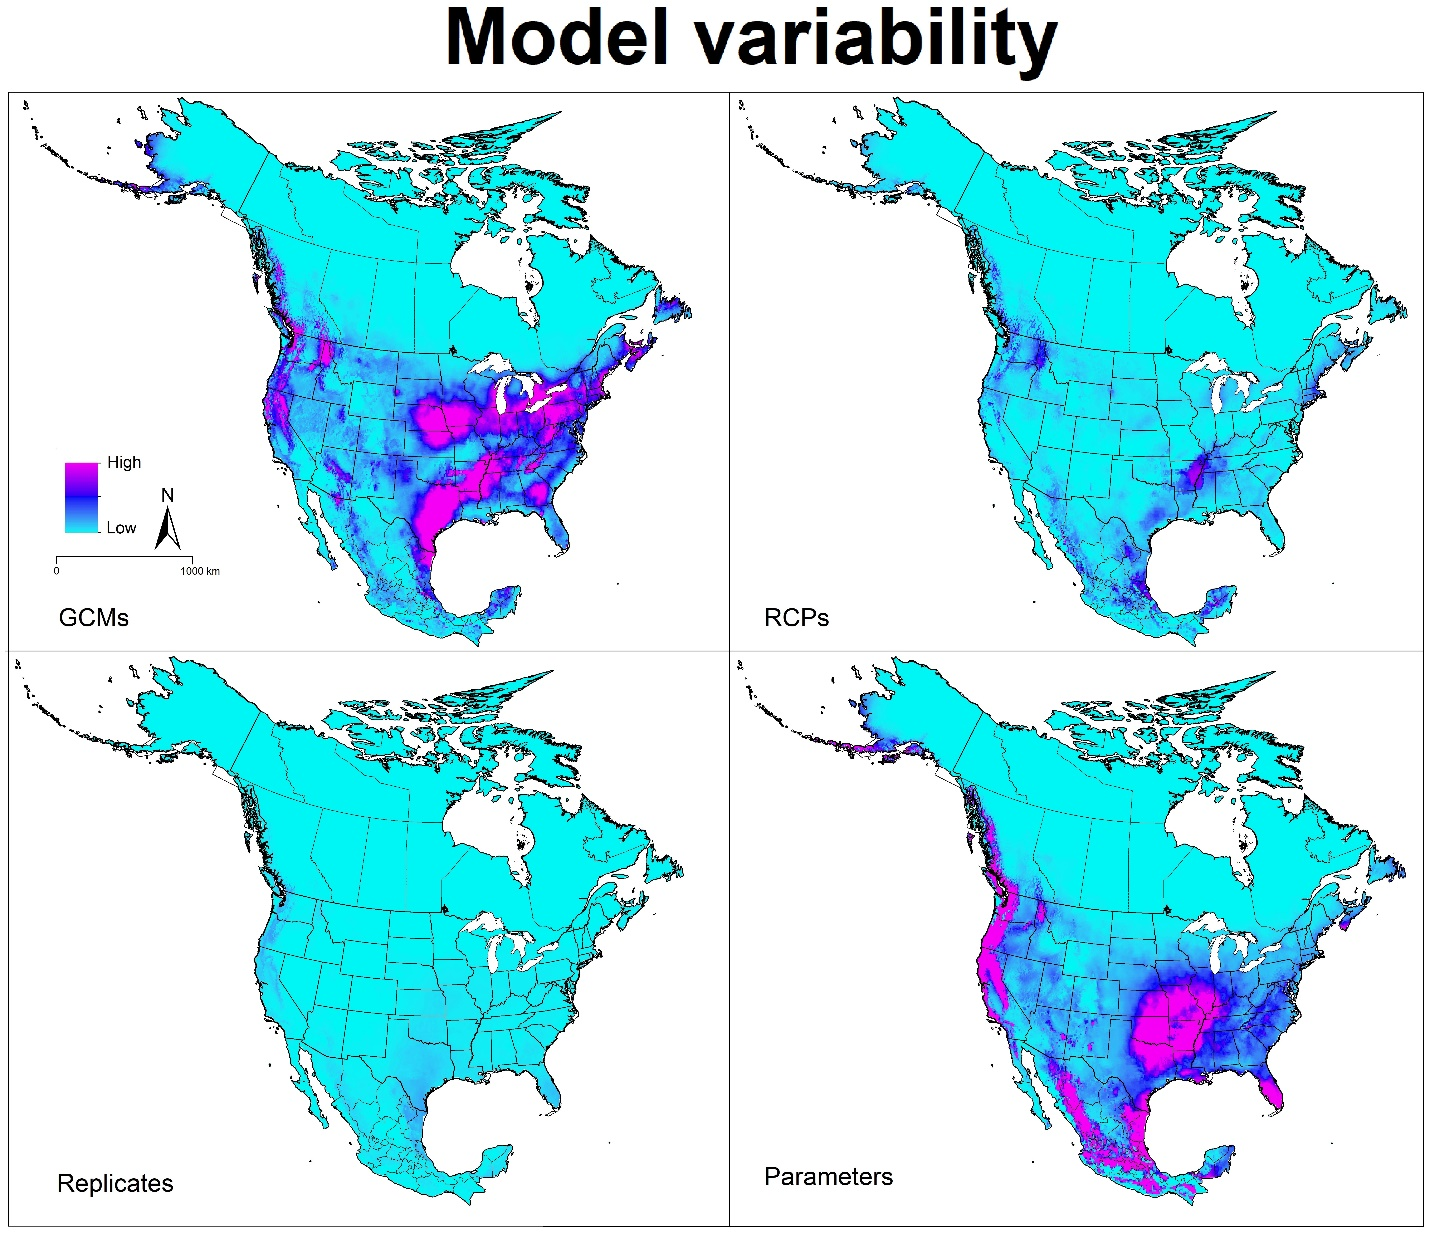 Model variability
High
Low
N
0 1000 km
GCMs
RCPs
Replicates
Parameters